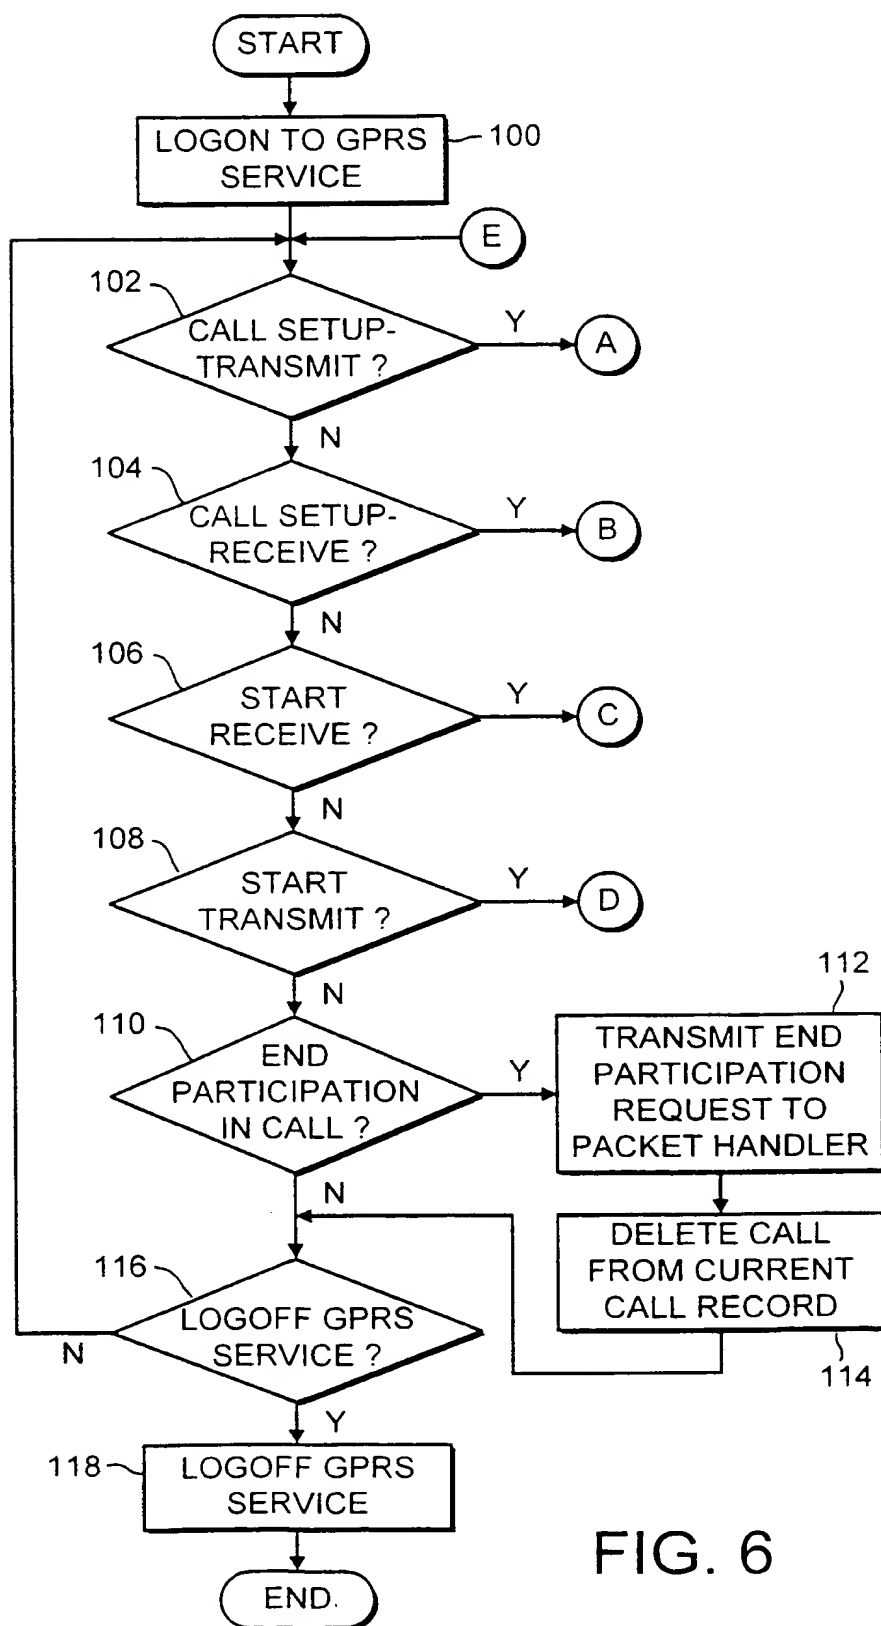 START
LOGON TO GPRS
SERVICE
100
E
102
CALL SETUP-
TRANSMIT ?
Y
A
N
104
CALL SETUP-
RECEIVE ?
Y
B
N
106
START
RECEIVE ?
Y
C
N
108
START
TRANSMIT ?
Y
D
N
110
END
PARTICIPATION
IN CALL ?
Y
112
TRANSMIT END
PARTICIPATION
REQUEST TO
PACKET HANDLER
N
DELETE CALL
FROM CURRENT
CALL RECORD
114
116
LOGOFF GPRS
SERVICE ?
N
Y
118
LOGOFF GPRS
SERVICE
END.
FIG. 6